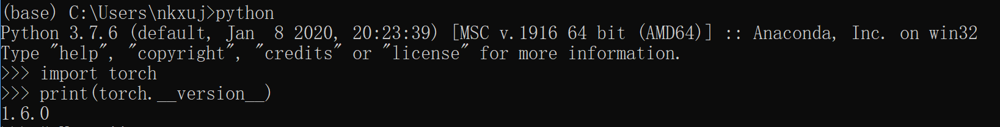 (base) C:\Users\nkxuj>python
Python 3.7.6 (default, Jan  8 2020, 20:23:39) [MSC v.1916 64 bit (AMD64)] :: Anaconda, Inc. on win32
Type "help", "copyright", "credits" or "license" for more information.
>>> import torch
>>> print(torch.__version__)
1.6.0